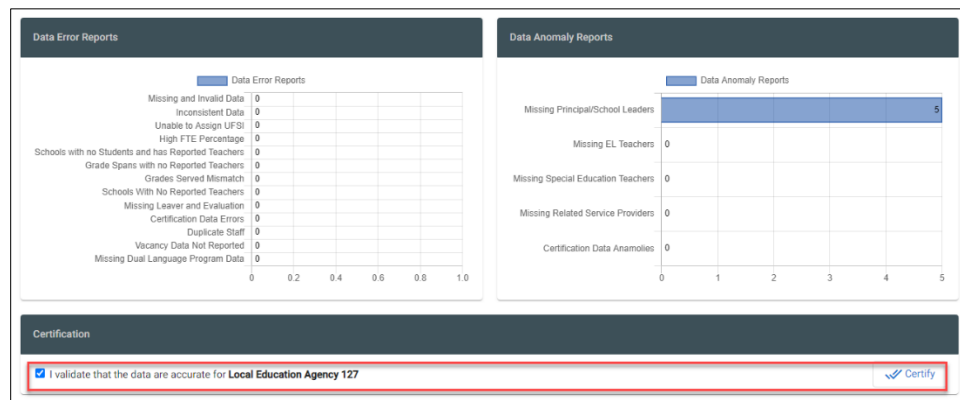 Data Error Reports
Data Error Reports
Missing and Invalid Data 0
Inconsistent Data 0
Unable to Assign UFSI 0
High FTE Percentage 0
Schools with no Students and has Reported Teachers 0
Grade Spans with no Reported Teachers 0
Grades Served Mismatch 0
Schools With No Reported Teachers 0
Missing Leaver and Evaluation 0
Certification Data Errors 0
Duplicate Staff 0
Vacancy Data Not Reported 0
Missing Dual Language Program Data 0
0 0.2 0.4 0.6 0.8 1.0
Data Anomaly Reports
Data Anomaly Reports
Missing Principal/School Leaders 5
Missing EL Teachers 0
Missing Special Education Teachers 0
Missing Related Service Providers 0
Certification Data Anamolies 0
0 1 2 3 4 5
Certification
I validate that the data are accurate for Local Education Agency 127
Certify